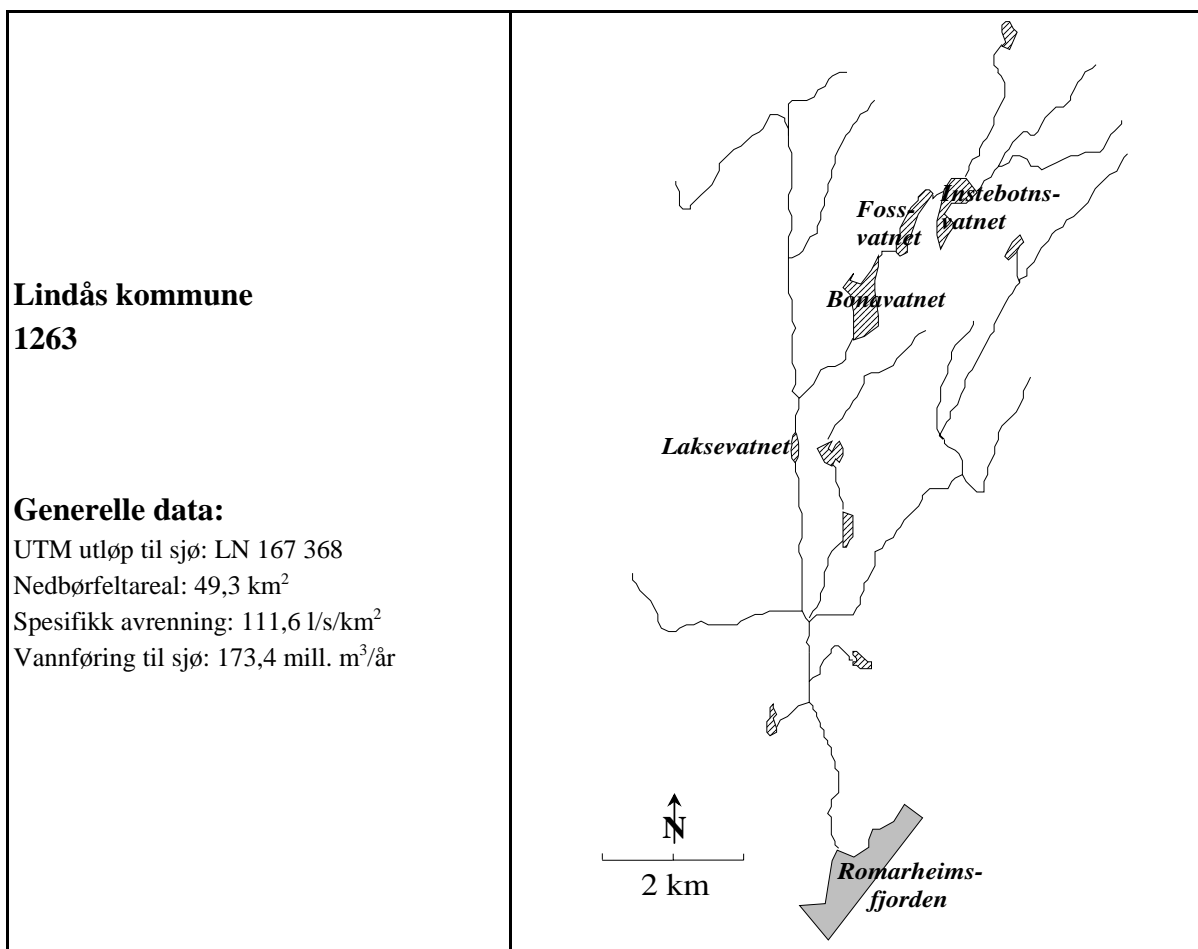 Lindås kommune
1263
Generelle data:
UTM utløp til sjø: LN 167 368
Nedbørfeltareal: 49,3 km²
Spesifikk avrenning: 111,6 l/s/km²
Vannføring til sjø: 173,4 mill. m³/år
Foss-
vatnet
Instebotns-
vatnet
Bonavatnet
Laksevatnet
N
2 km
Romarheims-
fjorden